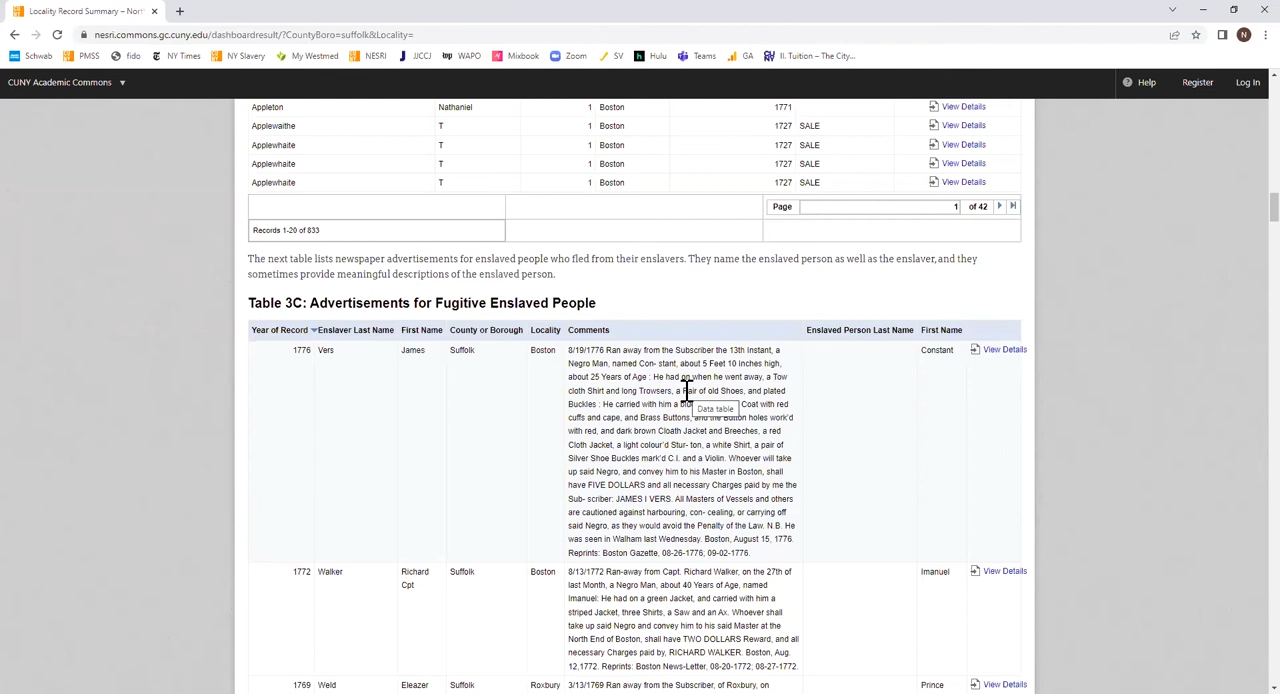 Locality Record Summary – Nort
nesri.commons.gc.cuny.edu/dashboardresult/?CountyBoro=suffolk&Locality=
N
Schwab PMSS fido NY Times NY Slavery My Westmed NESRI JJCCJ WAPO Mixbook Zoom SV Hulu Teams GA II. Tuition – The City...
CUNY Academic Commons Help Register Log In
Appleton Nathaniel 1 Boston 1771 View Details
Applewaithe T 1 Boston 1727 SALE View Details
Applewhaite T 1 Boston 1727 SALE View Details
Applewhaite T 1 Boston 1727 SALE View Details
Applewhaite T 1 Boston 1727 SALE View Details
Page 1 of 42
Records 1-20 of 833
The next table lists newspaper advertisements for enslaved people who fled from their enslavers. They name the enslaved person as well as the enslaver, and they
sometimes provide meaningful descriptions of the enslaved person.
Table 3C: Advertisements for Fugitive Enslaved People
Year of Record Enslaver Last Name First Name County or Borough Locality Comments Enslaved Person Last Name First Name
1776 Vers James Suffolk Boston 8/19/1776 Ran away from the Subscriber the 13th Instant, a Constant View Details
Negro Man, named Con- stant, about 5 Feet 10 Inches high,
about 25 Years of Age : He had on when he went away, a Tow
cloth Shirt and long Trowsers, a Pair of old Shoes, and plated
Buckles : He carried with him a Coat with red
Data table
cuffs and cape, and Brass Buttons, and the Button holes work'd
with red, and dark brown Cloath Jacket and Breeches, a red
Cloth Jacket, a light colour'd Stur- ton, a white Shirt, a pair of
Silver Shoe Buckles mark'd C.I. and a Violin. Whoever will take
up said Negro, and convey him to his Master in Boston, shall
have FIVE DOLLARS and all necessary Charges paid by me the
Sub- scriber: JAMES I VERS. All Masters of Vessels and others
are cautioned against harbouring, con- cealing, or carrying off
said Negro, as they would avoid the Penalty of the Law. N.B. He
was seen in Walham last Wednesday. Boston, August 15, 1776.
Reprints: Boston Gazette, 08-26-1776; 09-02-1776.
1772 Walker Richard Suffolk Boston 8/13/1772 Ran-away from Capt. Richard Walker, on the 27th of Imanuel View Details
Cpt last Month, a Negro Man, about 40 Years of Age, named
Imanuel: He had on a green Jacket, and carried with him a
striped Jacket, three Shirts, a Saw and an Ax. Whoever shall
take up said Negro and convey him to his said Master at the
North End of Boston, shall have TWO DOLLARS Reward, and all
necessary Charges paid by, RICHARD WALKER. Boston, Aug.
12,1772. Reprints: Boston News-Letter, 08-20-1772; 08-27-1772.
1769 Weld Eleazer Suffolk Roxbury 3/13/1769 Ran away from the Subscriber, of Roxbury, on Prince View Details